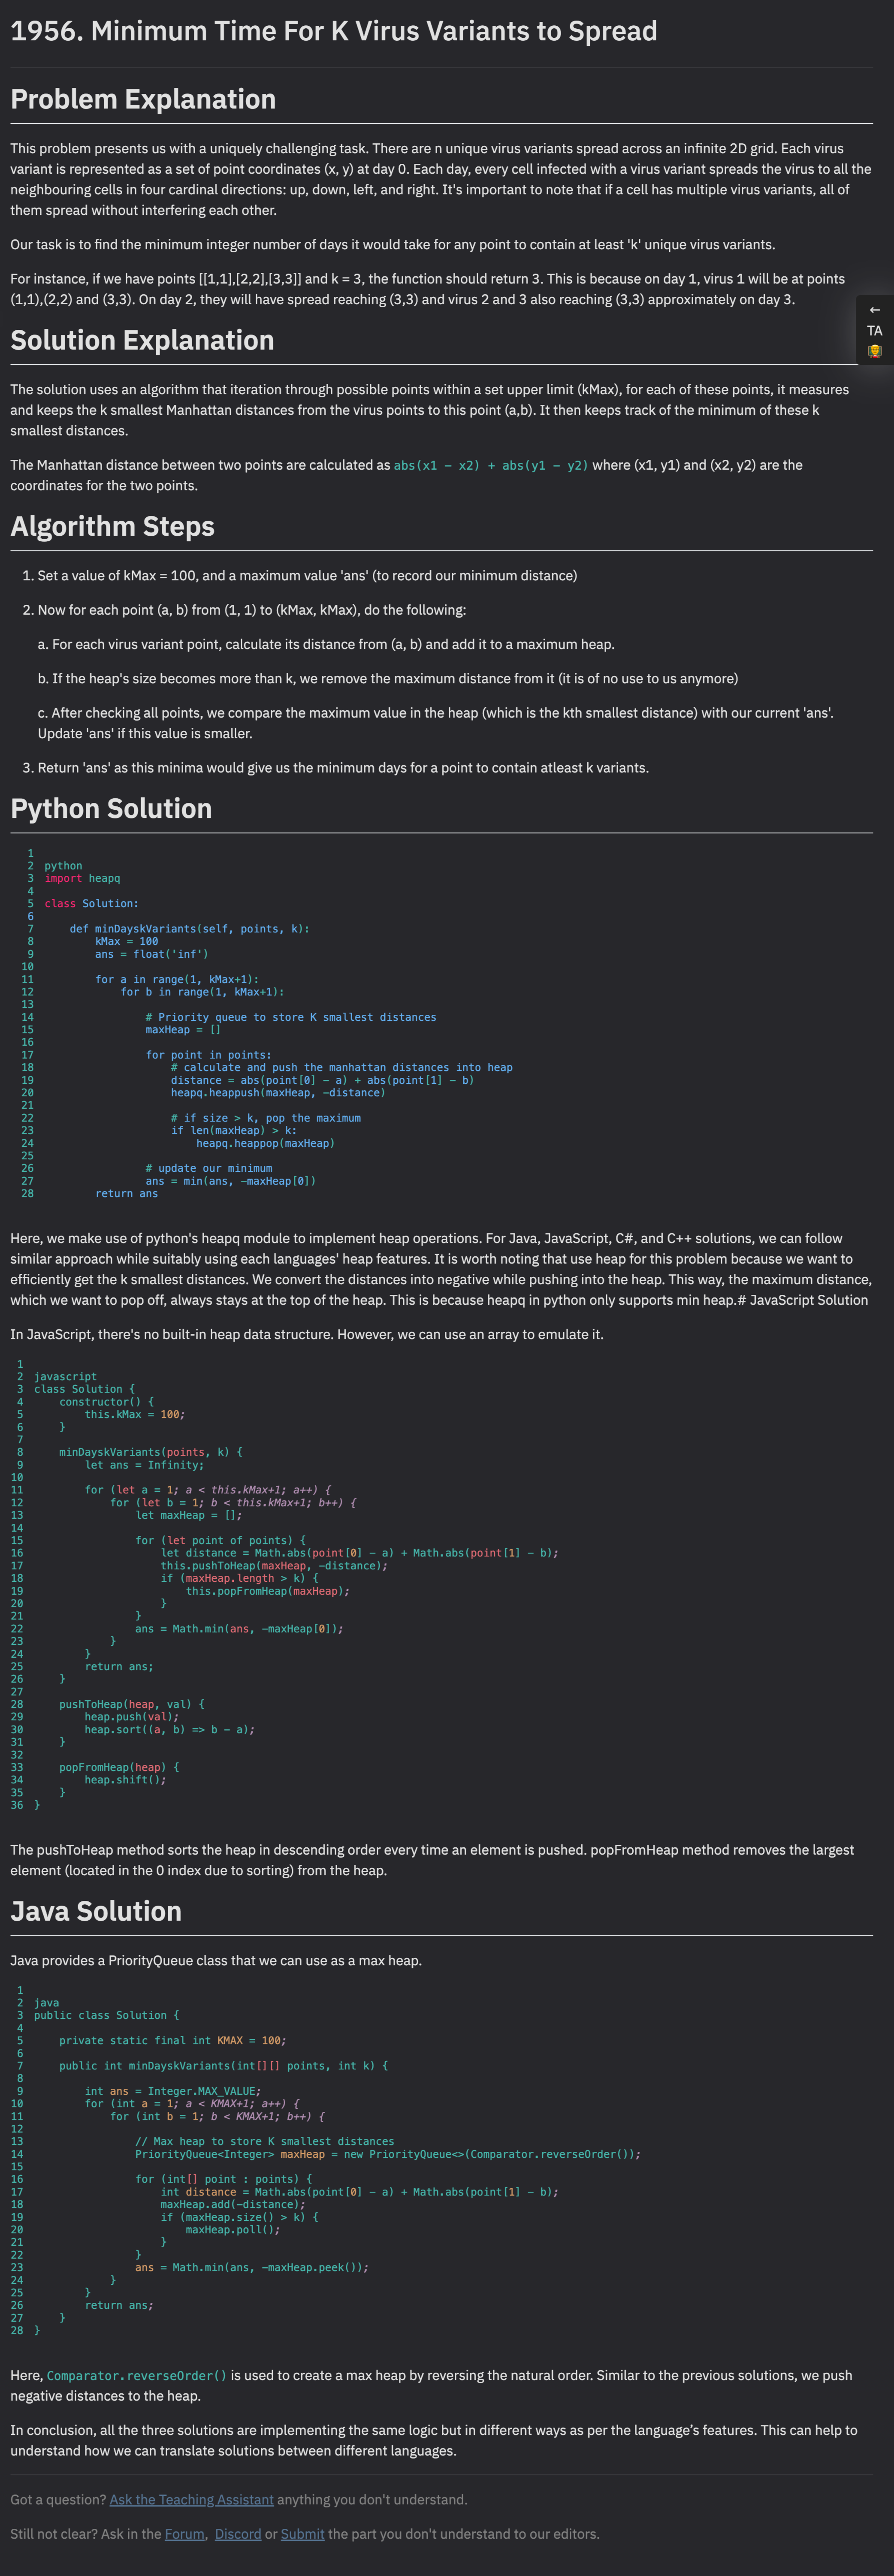 1956. Minimum Time For K Virus Variants to Spread
Problem Explanation
This problem presents us with a uniquely challenging task. There are n unique virus variants spread across an infinite 2D grid. Each virus
variant is represented as a set of point coordinates (x, y) at day 0. Each day, every cell infected with a virus variant spreads the virus to all the
neighbouring cells in four cardinal directions: up, down, left, and right. It's important to note that if a cell has multiple virus variants, all of
them spread without interfering each other.
Our task is to find the minimum integer number of days it would take for any point to contain at least 'k' unique virus variants.
For instance, if we have points [[1,1],[2,2],[3,3]] and k = 3, the function should return 3. This is because on day 1, virus 1 will be at points
(1,1),(2,2) and (3,3). On day 2, they will have spread reaching (3,3) and virus 2 and 3 also reaching (3,3) approximately on day 3.
←
TA
Solution Explanation
The solution uses an algorithm that iteration through possible points within a set upper limit (kMax), for each of these points, it measures
and keeps the k smallest Manhattan distances from the virus points to this point (a,b). It then keeps track of the minimum of these k
smallest distances.
The Manhattan distance between two points are calculated as abs(x1 - x2) + abs(y1 - y2) where (x1, y1) and (x2, y2) are the
coordinates for the two points.
Algorithm Steps
1. Set a value of kMax = 100, and a maximum value 'ans' (to record our minimum distance)
2. Now for each point (a, b) from (1, 1) to (kMax, kMax), do the following:
a. For each virus variant point, calculate its distance from (a, b) and add it to a maximum heap.
b. If the heap's size becomes more than k, we remove the maximum distance from it (it is of no use to us anymore)
c. After checking all points, we compare the maximum value in the heap (which is the kth smallest distance) with our current 'ans'.
Update 'ans' if this value is smaller.
3. Return 'ans' as this minima would give us the minimum days for a point to contain atleast k variants.
Python Solution
1
2 python
3 import heapq
4
5 class Solution:
6
7     def minDayskVariants(self, points, k):
8         kMax = 100
9         ans = float('inf')
10
11         for a in range(1, kMax+1):
12             for b in range(1, kMax+1):
13
14                 # Priority queue to store K smallest distances
15                 maxHeap = []
16
17                 for point in points:
18                     # calculate and push the manhattan distances into heap
19                     distance = abs(point[0] - a) + abs(point[1] - b)
20                     heapq.heappush(maxHeap, -distance)
21
22                     # if size > k, pop the maximum
23                     if len(maxHeap) > k:
24                         heapq.heappop(maxHeap)
25
26                 # update our minimum
27                 ans = min(ans, -maxHeap[0])
28         return ans
Here, we make use of python's heapq module to implement heap operations. For Java, JavaScript, C#, and C++ solutions, we can follow
similar approach while suitably using each languages' heap features. It is worth noting that use heap for this problem because we want to
efficiently get the k smallest distances. We convert the distances into negative while pushing into the heap. This way, the maximum distance,
which we want to pop off, always stays at the top of the heap. This is because heapq in python only supports min heap.# JavaScript Solution
In JavaScript, there's no built-in heap data structure. However, we can use an array to emulate it.
1
2 javascript
3 class Solution {
4     constructor() {
5         this.kMax = 100;
6     }
7
8     minDayskVariants(points, k) {
9         let ans = Infinity;
10
11         for (let a = 1; a < this.kMax+1; a++) {
12             for (let b = 1; b < this.kMax+1; b++) {
13                 let maxHeap = [];
14
15                 for (let point of points) {
16                     let distance = Math.abs(point[0] - a) + Math.abs(point[1] - b);
17                     this.pushToHeap(maxHeap, -distance);
18                     if (maxHeap.length > k) {
19                         this.popFromHeap(maxHeap);
20                     }
21                 }
22                 ans = Math.min(ans, -maxHeap[0]);
23             }
24         }
25         return ans;
26     }
27
28     pushToHeap(heap, val) {
29         heap.push(val);
30         heap.sort((a, b) => b - a);
31     }
32
33     popFromHeap(heap) {
34         heap.shift();
35     }
36 }
The pushToHeap method sorts the heap in descending order every time an element is pushed. popFromHeap method removes the largest
element (located in the 0 index due to sorting) from the heap.
Java Solution
Java provides a PriorityQueue class that we can use as a max heap.
1
2 java
3 public class Solution {
4
5     private static final int KMAX = 100;
6
7     public int minDayskVariants(int[][] points, int k) {
8
9         int ans = Integer.MAX_VALUE;
10         for (int a = 1; a < KMAX+1; a++) {
11             for (int b = 1; b < KMAX+1; b++) {
12
13                 // Max heap to store K smallest distances
14                 PriorityQueue<Integer> maxHeap = new PriorityQueue<>(Comparator.reverseOrder());
15
16                 for (int[] point : points) {
17                     int distance = Math.abs(point[0] - a) + Math.abs(point[1] - b);
18                     maxHeap.add(-distance);
19                     if (maxHeap.size() > k) {
20                         maxHeap.poll();
21                     }
22                 }
23                 ans = Math.min(ans, -maxHeap.peek());
24             }
25         }
26         return ans;
27     }
28 }
Here, Comparator.reverseOrder() is used to create a max heap by reversing the natural order. Similar to the previous solutions, we push
negative distances to the heap.
In conclusion, all the three solutions are implementing the same logic but in different ways as per the language’s features. This can help to
understand how we can translate solutions between different languages.
Got a question? Ask the Teaching Assistant anything you don't understand.
Still not clear? Ask in the Forum, Discord or Submit the part you don't understand to our editors.